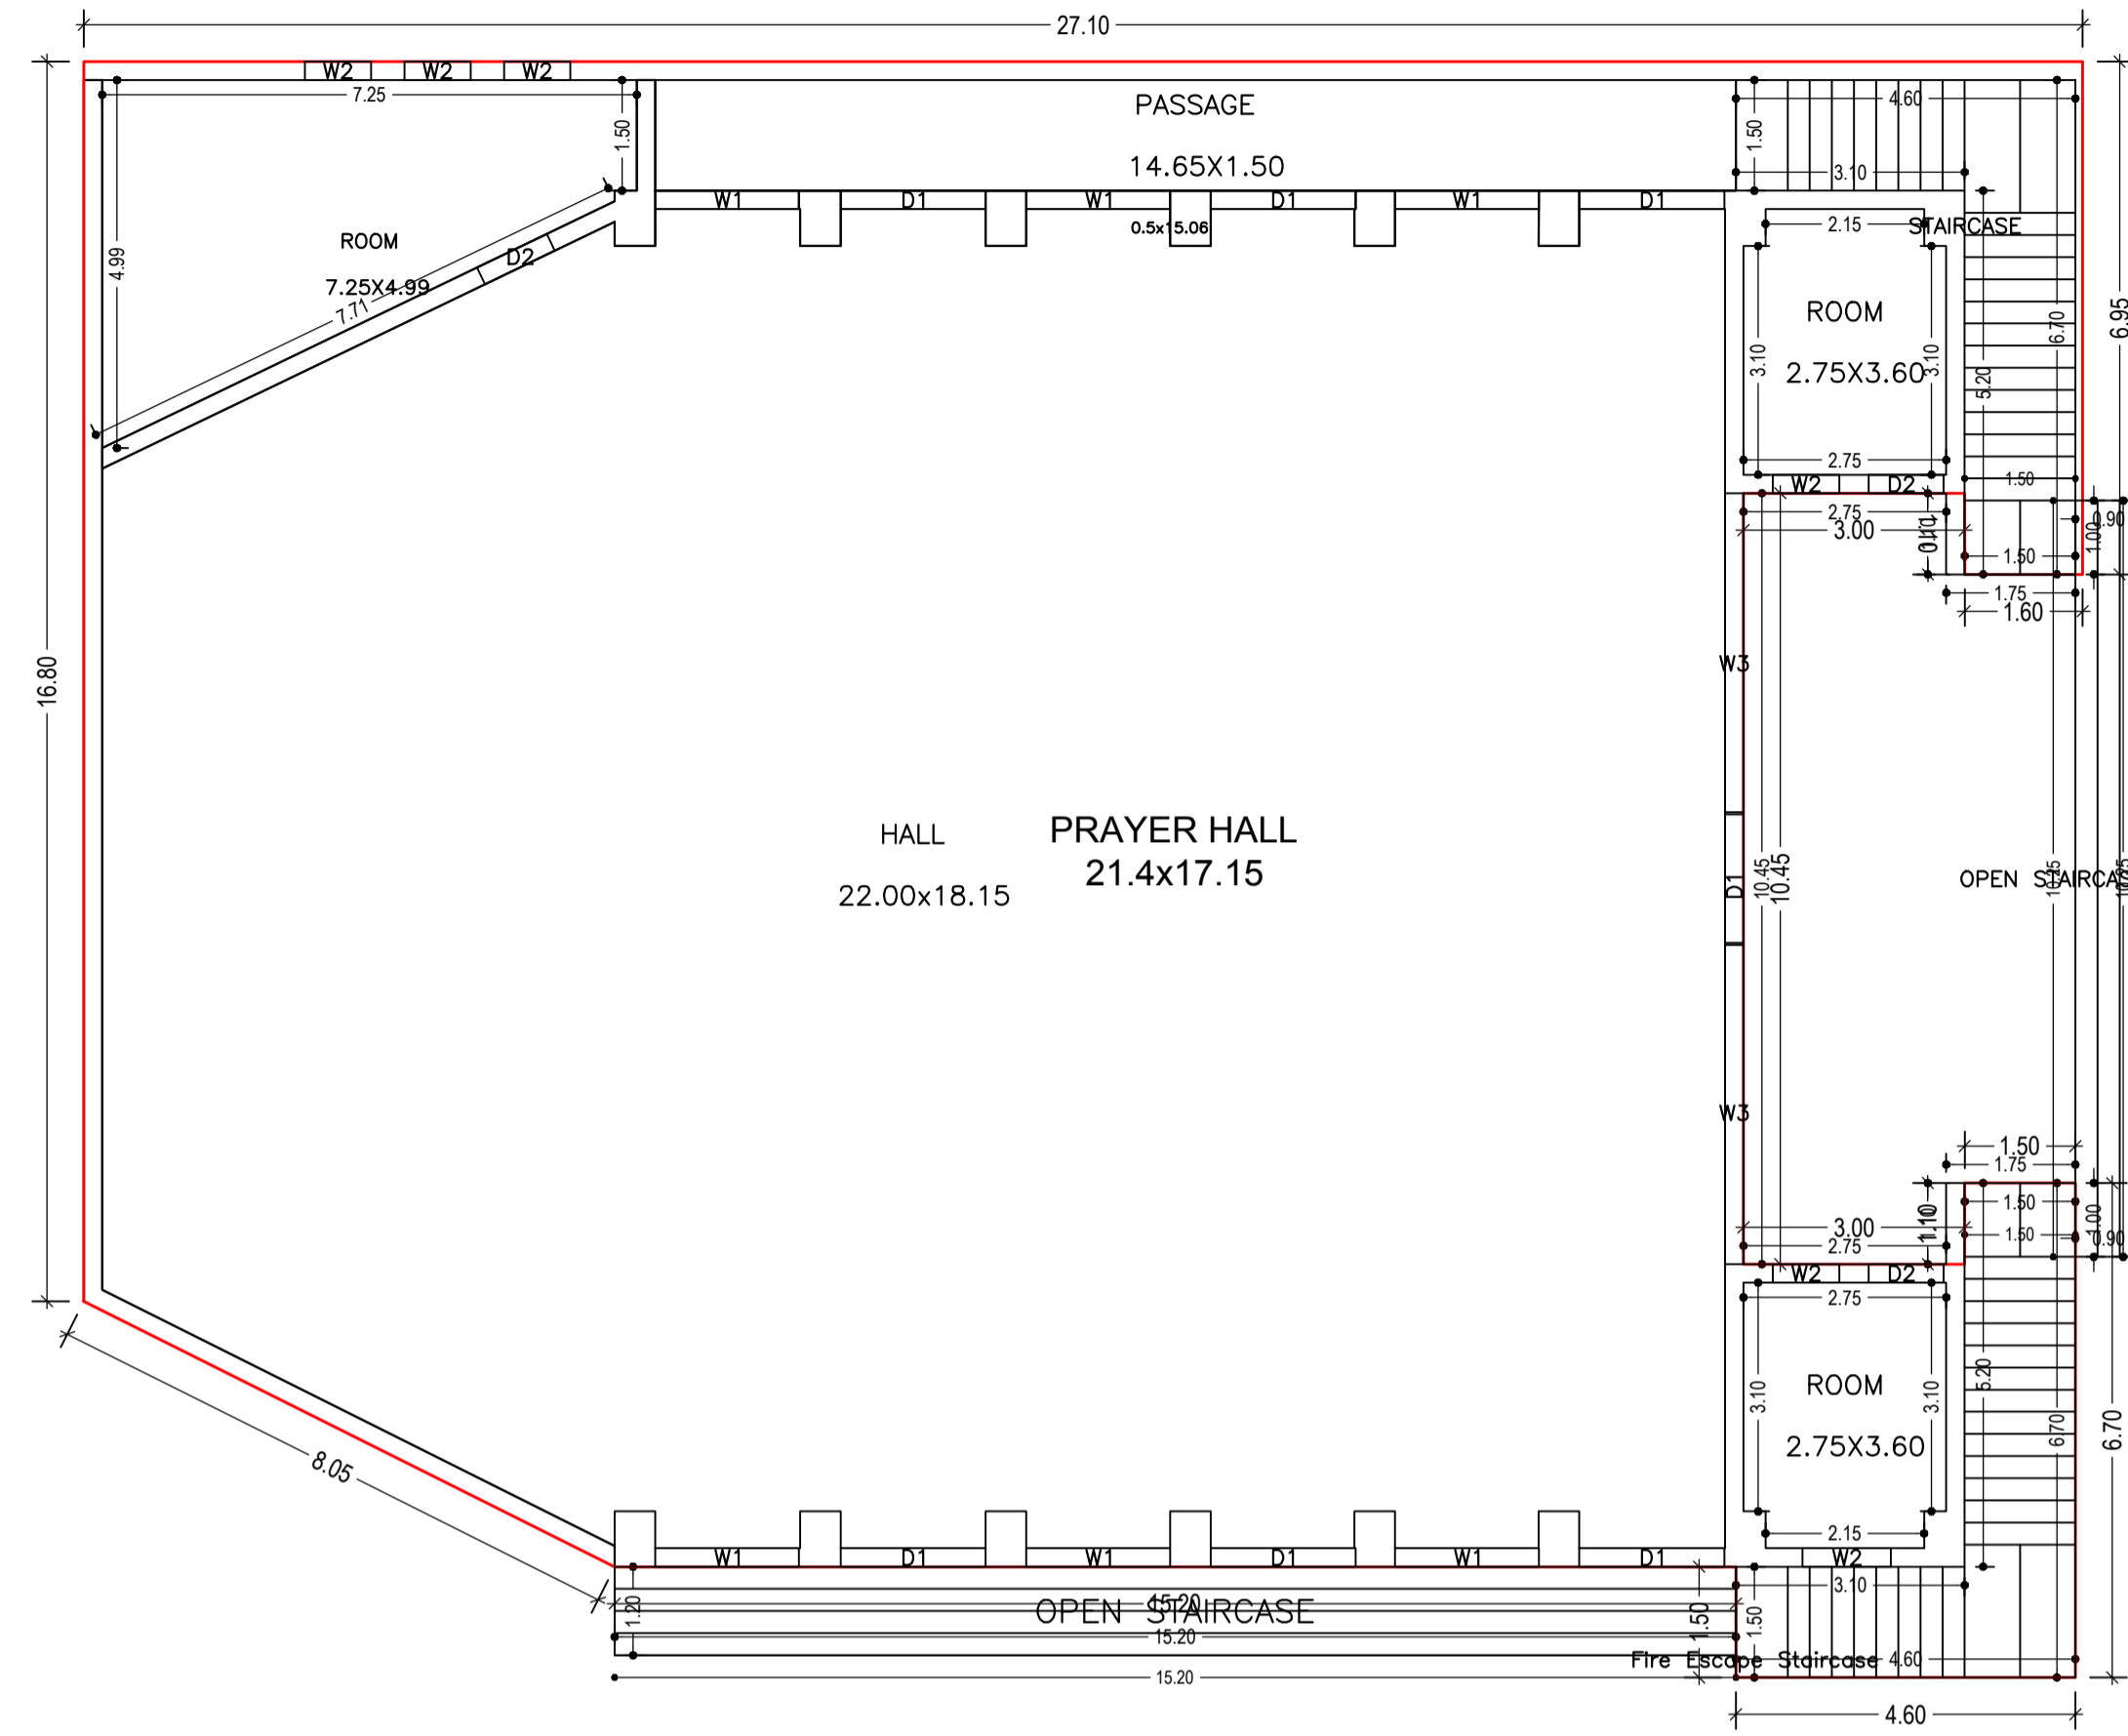 27.10
W2 W2 W2
7.25
4.60
PASSAGE
1.50
1.50
14.65X1.50
3.10
W1 D1 W1 D1 W1 D1
0.5x15.06
2.15
STAIRCASE
ROOM
7.25X4.99
4.99
D2
7.71
ROOM
2.75X3.60
3.10
3.10
6.70
6.95
5.20
2.75
W2 D2
1.50
2.75
3.00
1.10
1.50
1.00
0.90
1.75
1.60
16.80
W3
HALL
22.00x18.15
PRAYER HALL
21.4x17.15
D1
10.45
10.45
OPEN STAIRCASE
10.25
W3
1.50
1.75
1.50
1.50
1.10
1.00
0.90
3.00
2.75
W2 D2
2.75
ROOM
2.75X3.60
3.10
3.10
5.20
6.70
6.70
8.05
2.15
W1 D1 W1 D1 W1 D1
W2
3.10
15.20
OPEN STAIRCASE
1.20
1.50
1.50
15.20
Fire Escape Staircase
4.60
15.20
4.60